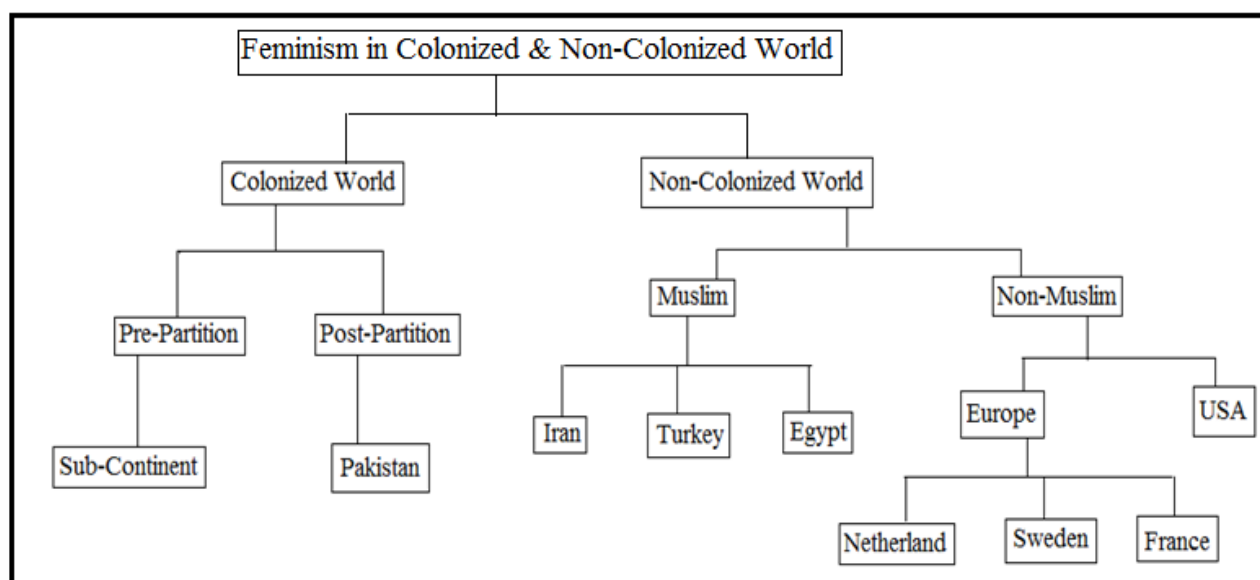 Feminism in Colonized & Non-Colonized World
Colonized World
Non-Colonized World
Muslim
Non-Muslim
Pre-Partition
Post-Partition
Europe
USA
Iran
Turkey
Egypt
Sub-Continent
Pakistan
Netherland
Sweden
France